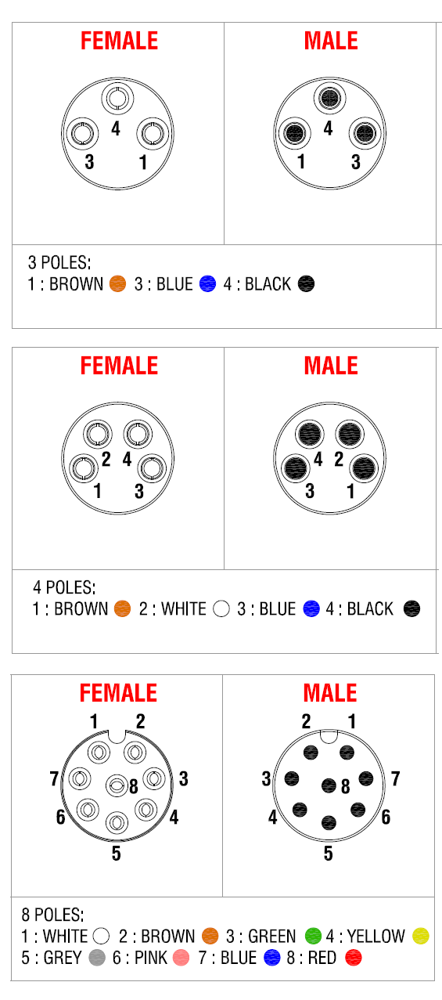 FEMALE MALE
4 4
3 1 1 3
3 POLES:
1 : BROWN 3 : BLUE 4 : BLACK
FEMALE MALE
2 4 4 2
1 3 3 1
4 POLES:
1 : BROWN 2 : WHITE 3 : BLUE 4 : BLACK
FEMALE MALE
1 2 2 1
7 8 3 3 8 7
6 4 4 6
5 5
8 POLES:
1 : WHITE 2 : BROWN 3 : GREEN 4 : YELLOW
5 : GREY 6 : PINK 7 : BLUE 8 : RED